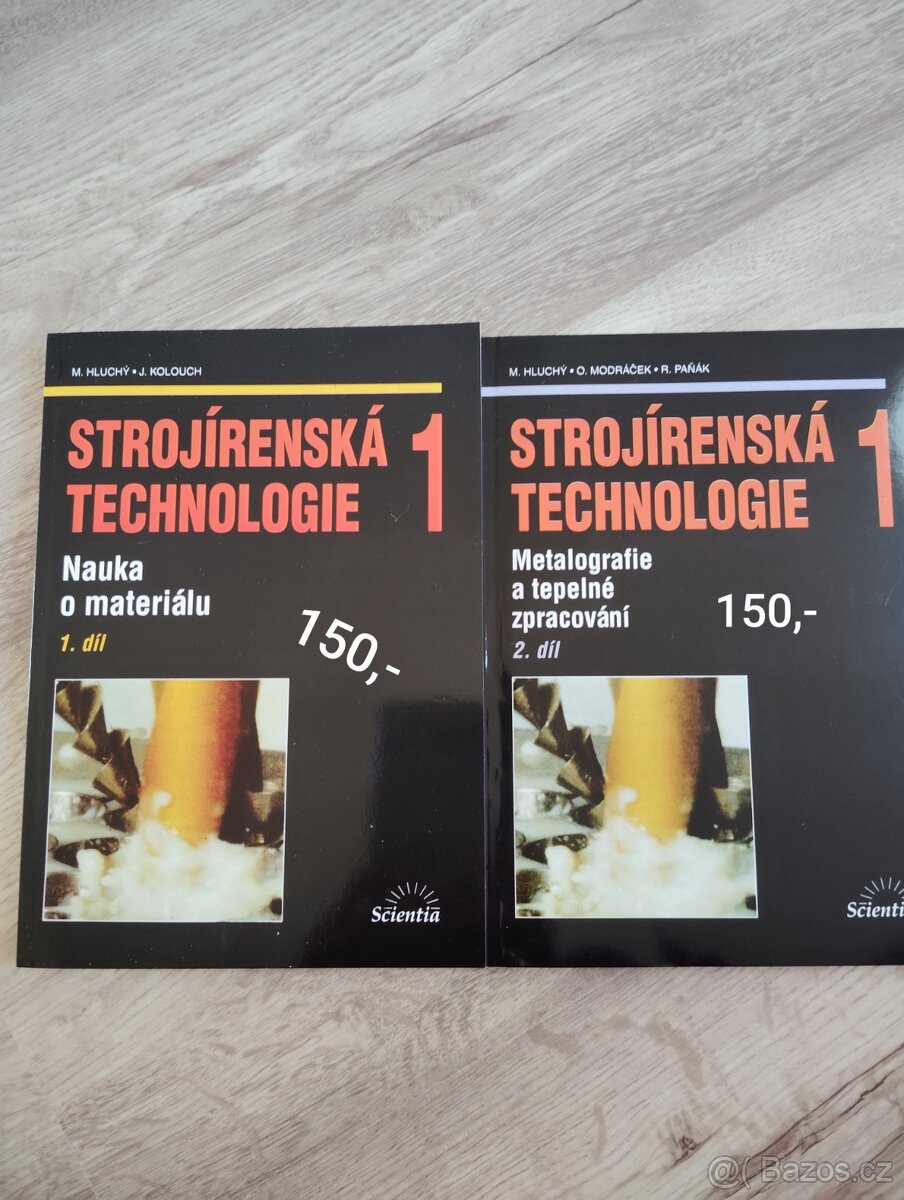 M. HLUCHÝ • J. KOLOUCH
STROJÍRENSKÁ
TECHNOLOGIE
1
Nauka
o materiálu
1. díl
150,-
Scientia
M. HLUCHÝ • O. MODRÁČEK • R. PAŇÁK
STROJÍRENSKÁ
TECHNOLOGIE
1
Metalografie
a tepelné
zpracování
2. díl
150,-
Scienti
@( Bazos.cz